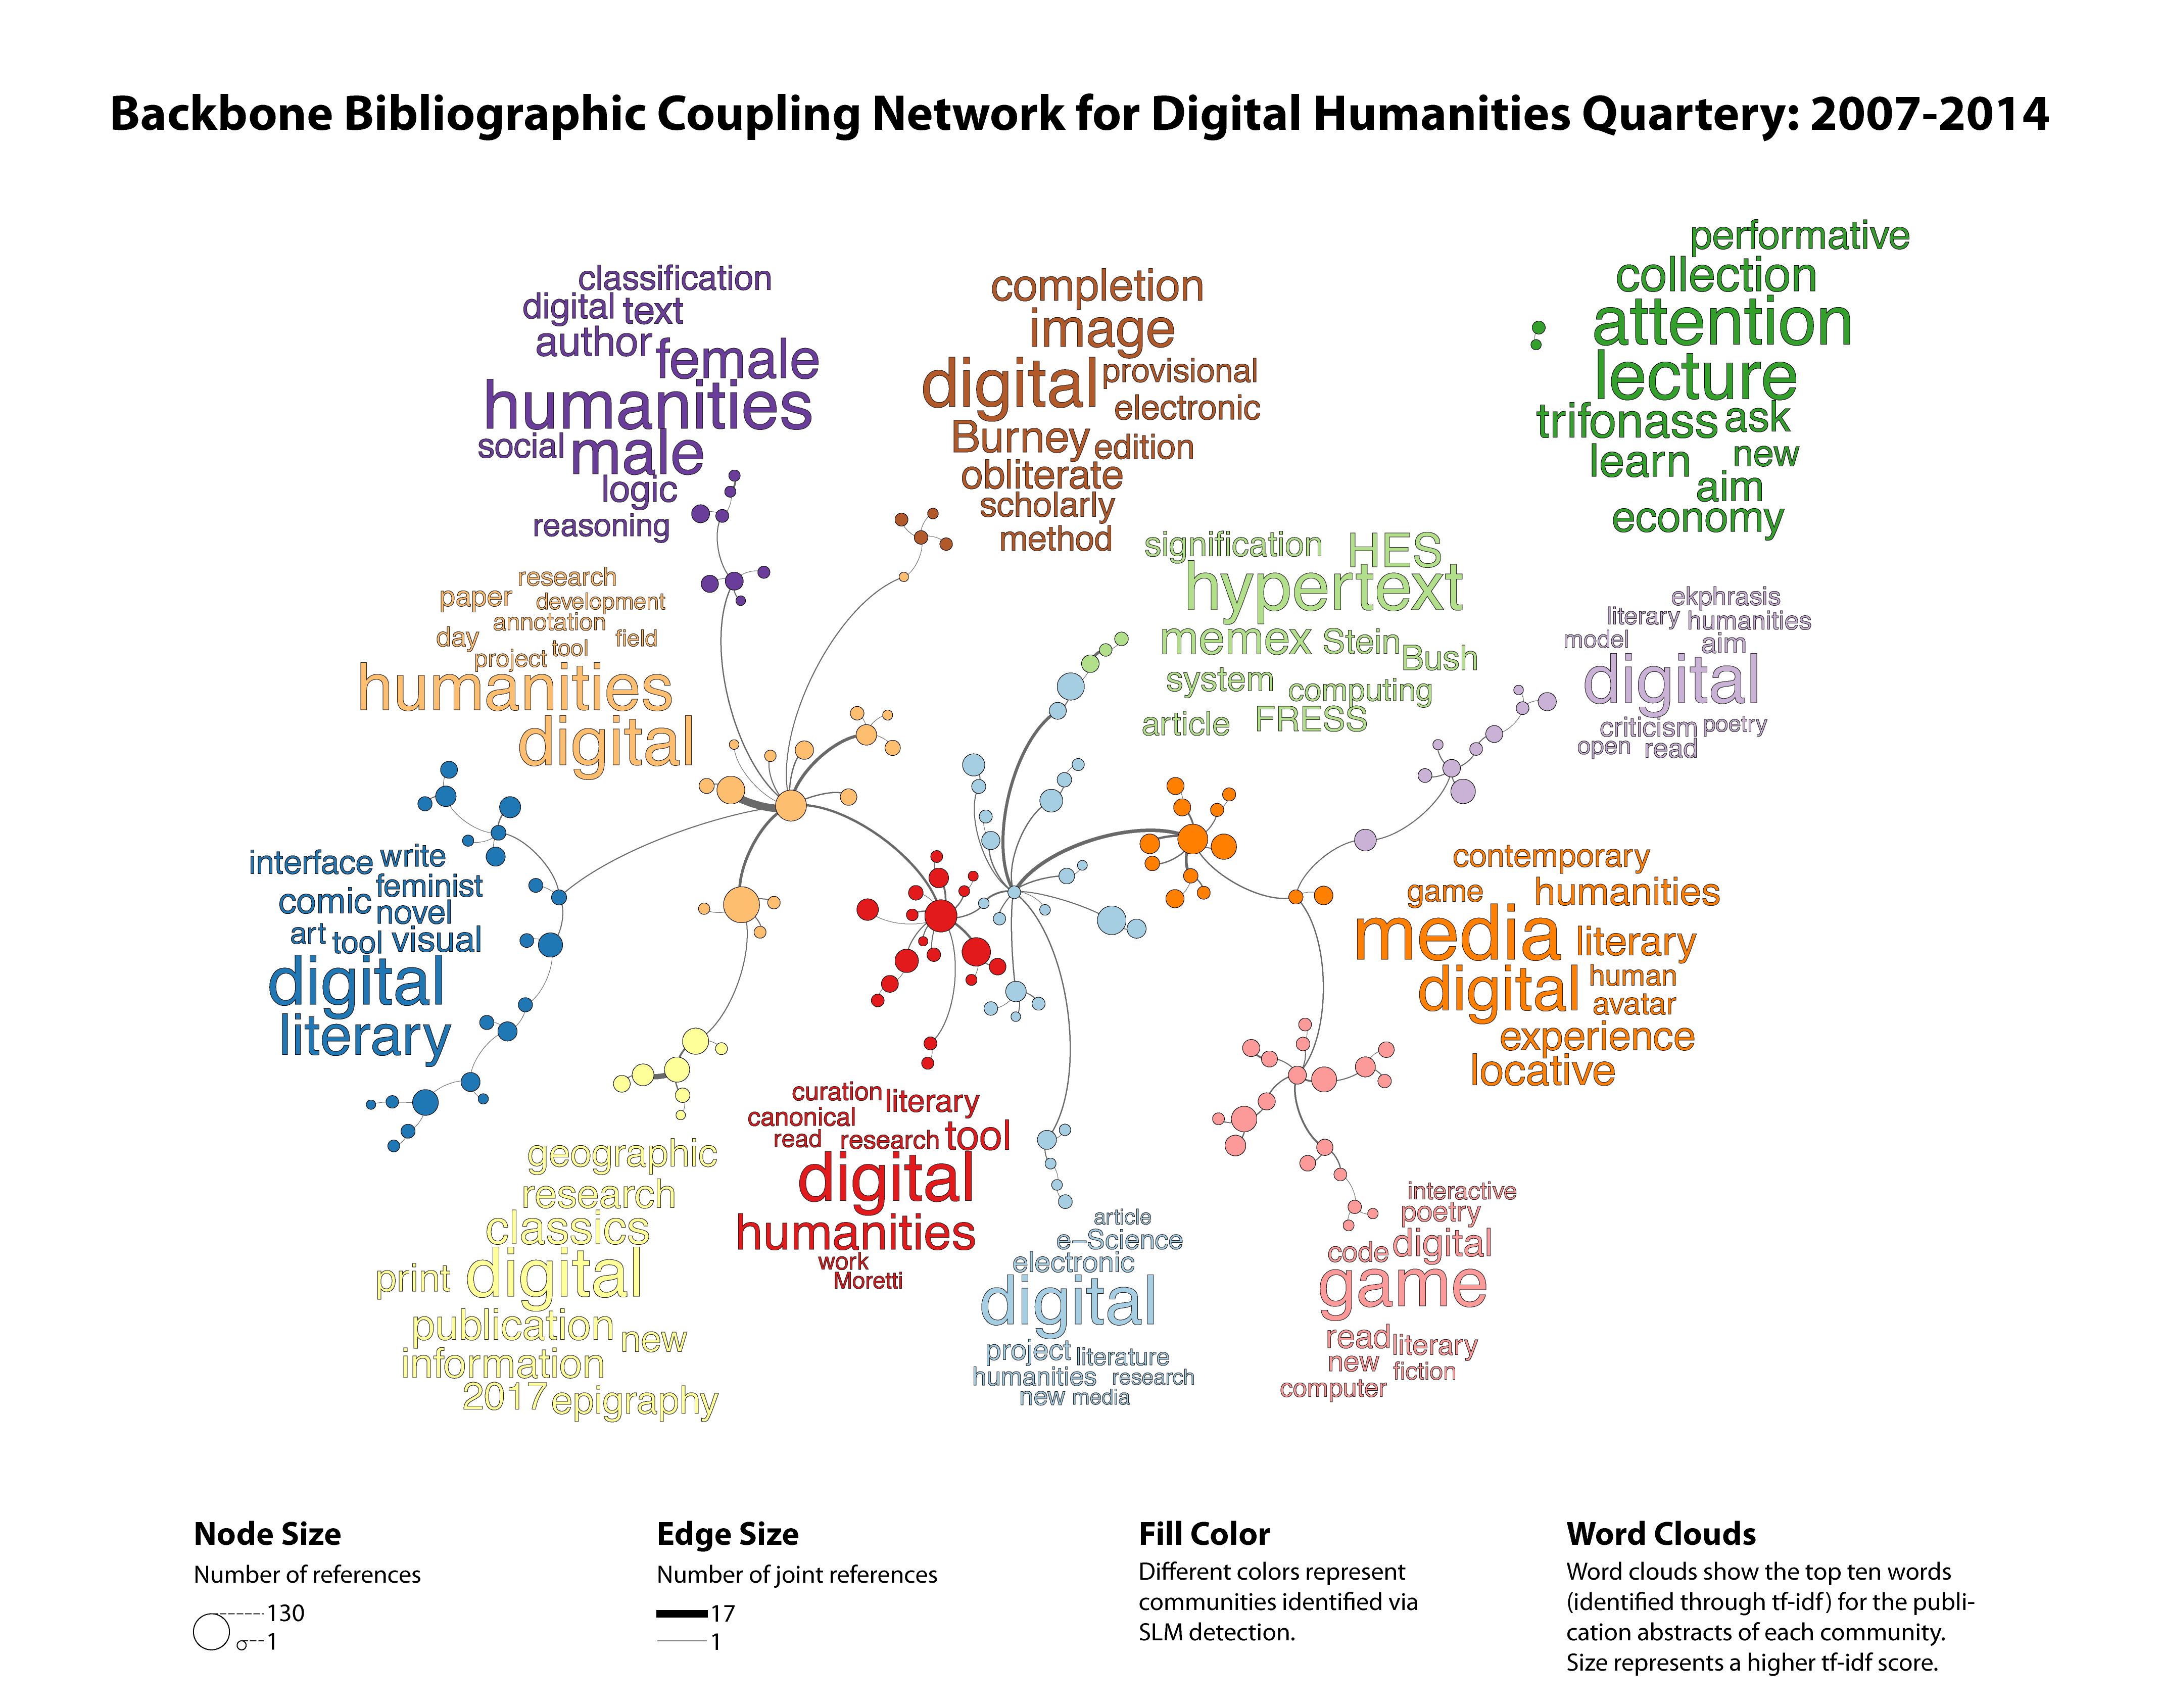 Backbone Bibliographic Coupling Network for Digital Humanities Quartery: 2007-2014
classification
digital text
author female
humanities
social male
logic
reasoning
completion
image
digital provisional
electronic
Burney edition
obliterate
scholarly
method
performative
collection
attention
lecture
trifonass ask
learn new
aim
economy
signification HES
hypertext
memex Stein Bush
system computing
article FRESS
research
paper development
annotation
day tool field
project
humanities
digital
ekphrasis
literary humanities
model aim
digital
criticism poetry
open read
interface write
feminist
comic novel
art tool visual
digital
literary
contemporary
game humanities
media literary
digital human
avatar
experience
locative
geographic
research
classics
print digital
publication new
information
2017 epigraphy
curation literary
canonical
read research tool
digital
humanities
work
Moretti
article
e–Science
electronic
digital
project literature
humanities research
new media
interactive
poetry
code digital
game
read literary
new fiction
computer
Node Size
Number of references
130
1
Edge Size
Number of joint references
17
1
Fill Color
Different colors represent
communities identified via
SLM detection.
Word Clouds
Word clouds show the top ten words
(identified through tf-idf) for the publi-
cation abstracts of each community.
Size represents a higher tf-idf score.